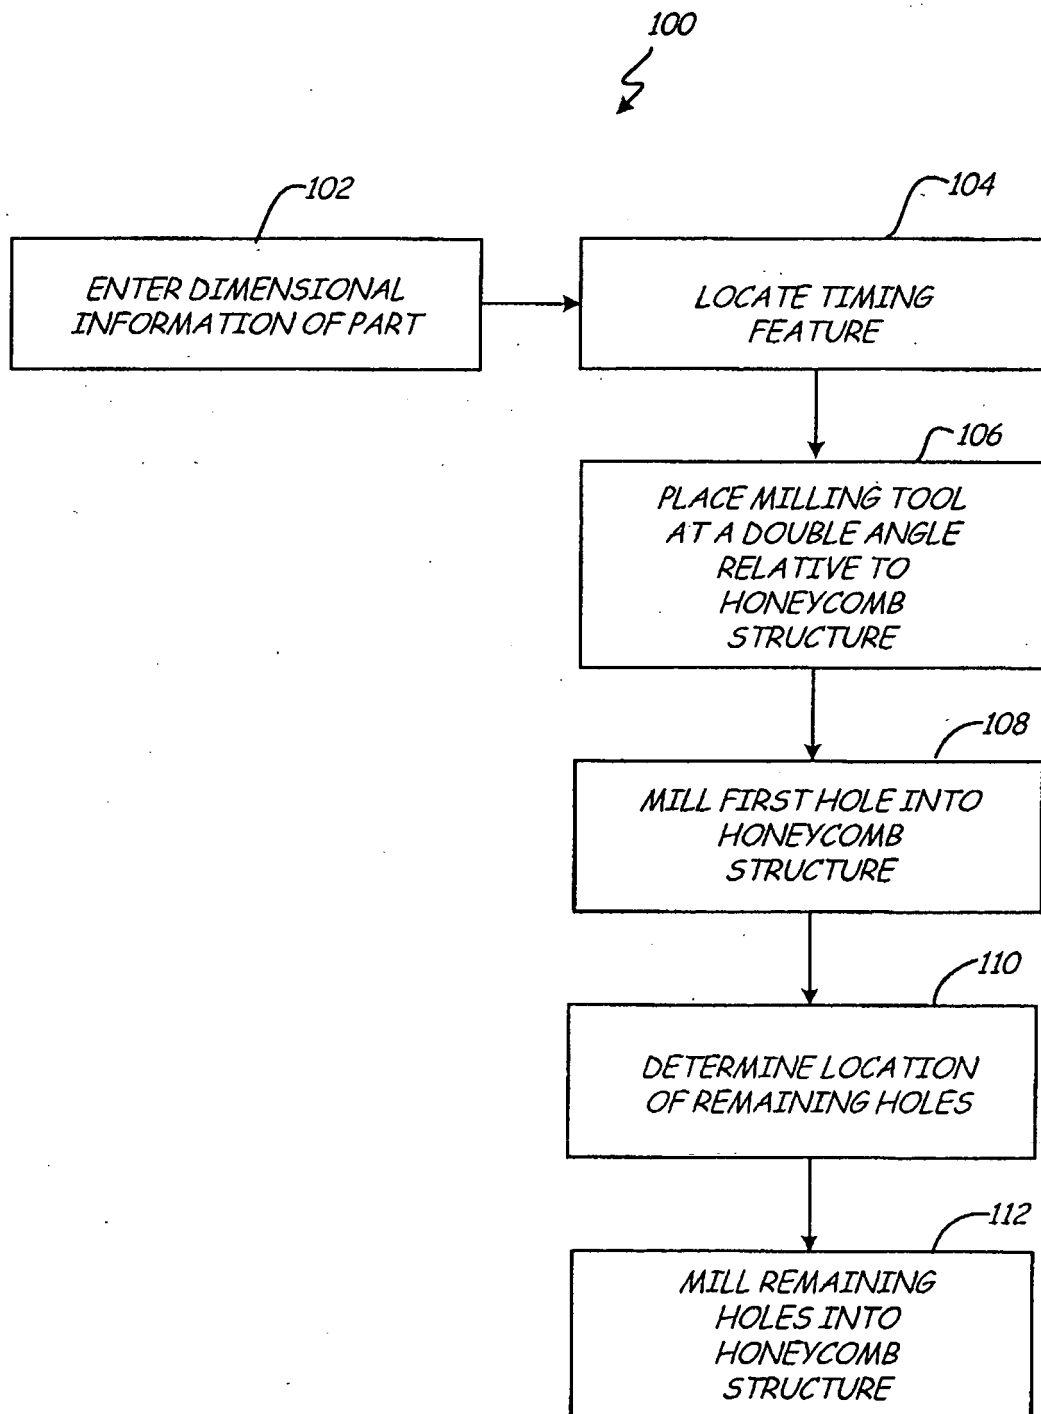 100
102
ENTER DIMENSIONAL
INFORMATION OF PART
104
LOCATE TIMING
FEATURE
106
PLACE MILLING TOOL
AT A DOUBLE ANGLE
RELATIVE TO
HONEYCOMB
STRUCTURE
108
MILL FIRST HOLE INTO
HONEYCOMB
STRUCTURE
110
DETERMINE LOCATION
OF REMAINING HOLES
112
MILL REMAINING
HOLES INTO
HONEYCOMB
STRUCTURE